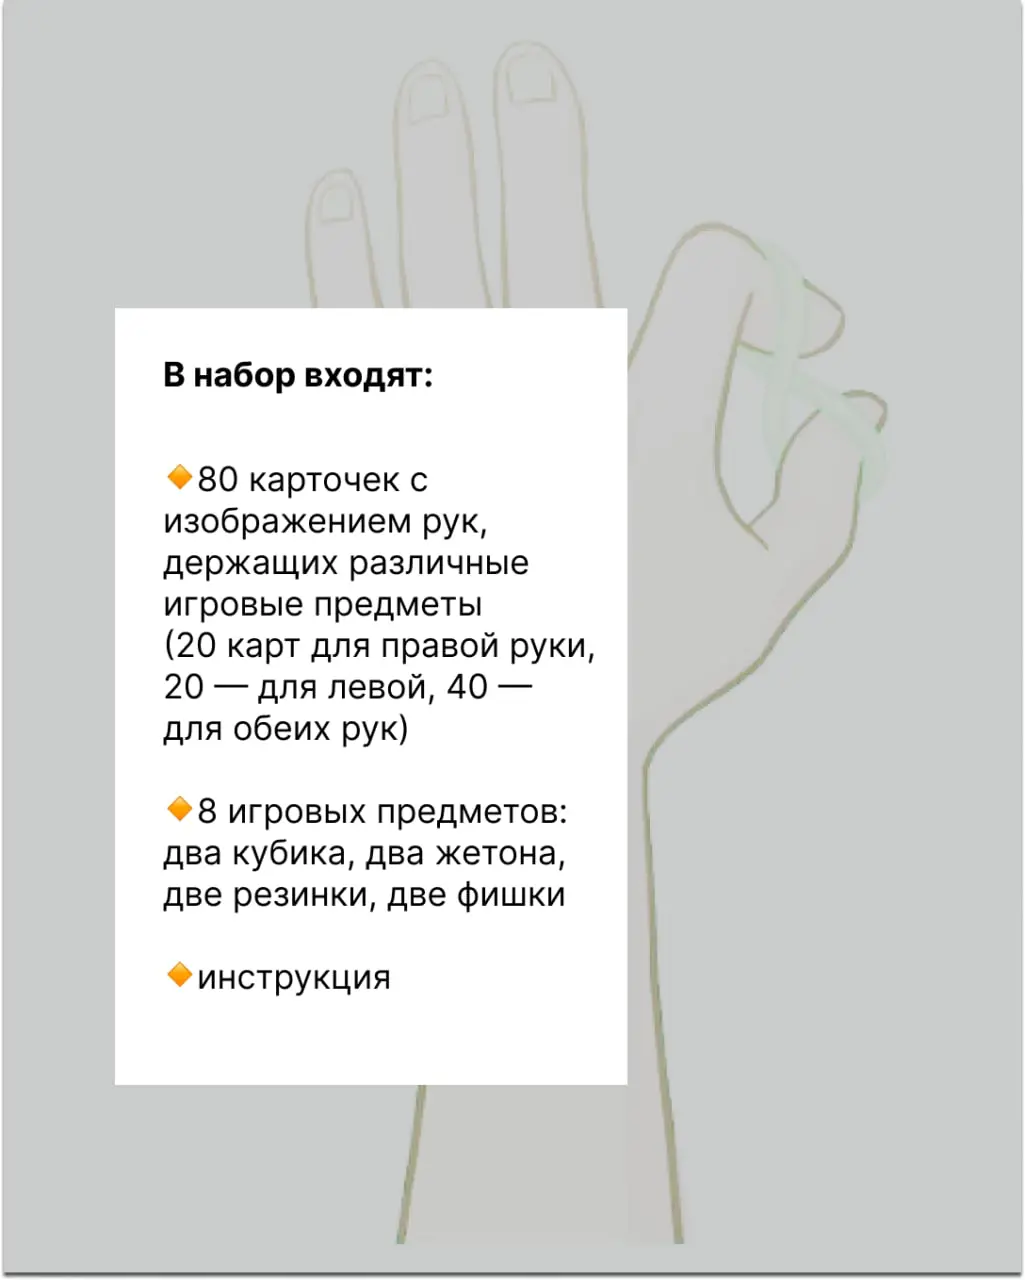 В набор входят:
🔸80 карточек с
изображением рук,
держащих различные
игровые предметы
(20 карт для правой руки,
20 — для левой, 40 —
для обеих рук)
🔸8 игровых предметов:
два кубика, два жетона,
две резинки, две фишки
🔸инструкция